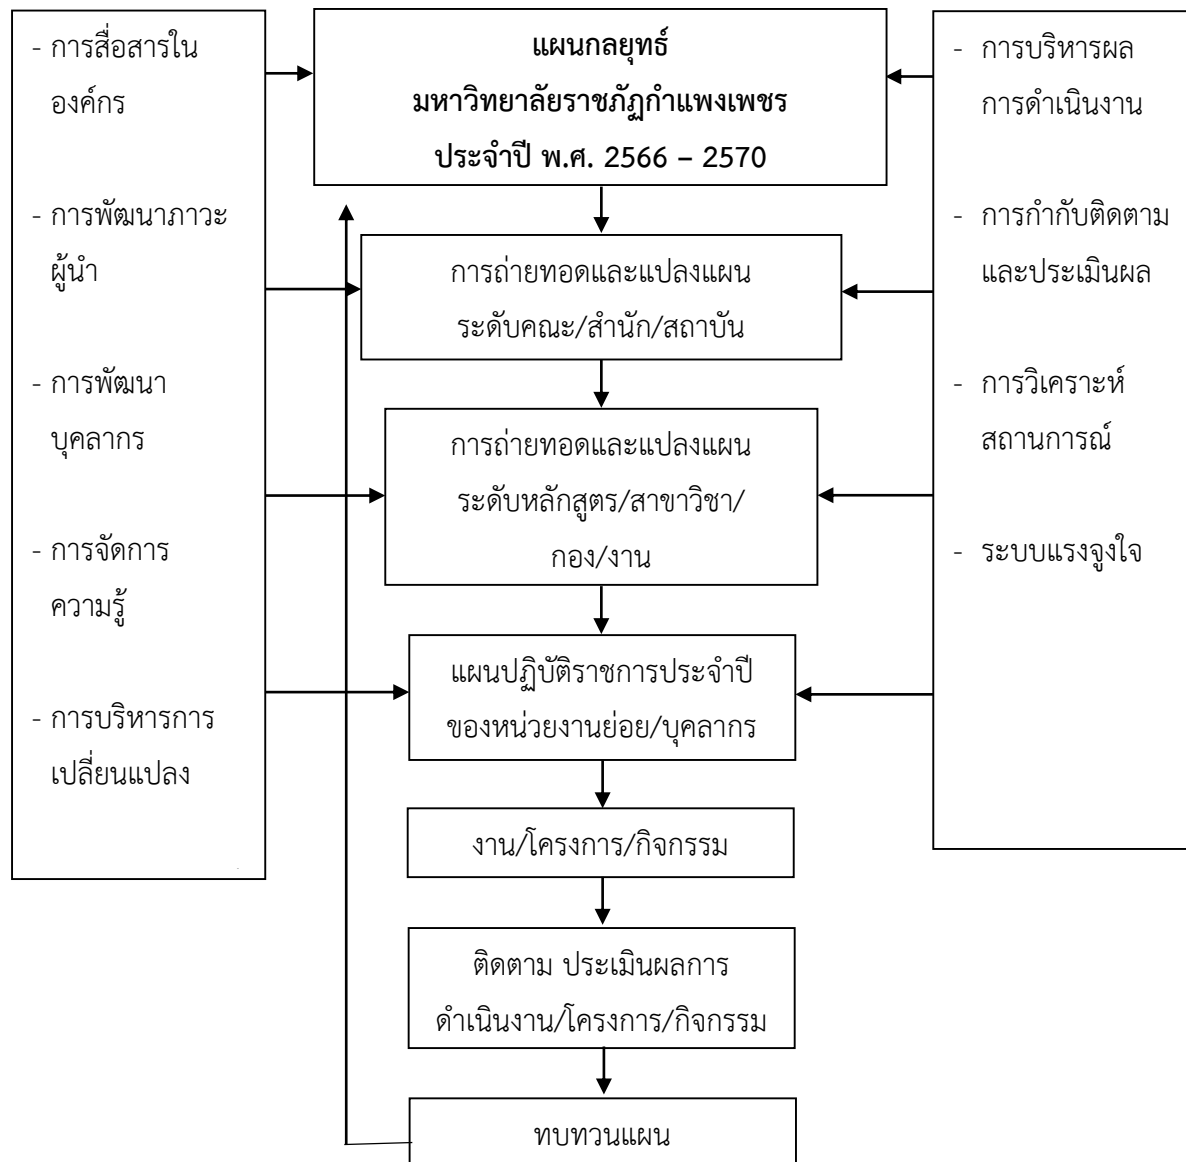 - การสื่อสารใน
องค์กร
- การพัฒนาภาวะ
ผู้นำ
- การพัฒนา
บุคลากร
- การจัดการ
ความรู้
- การบริหารการ
เปลี่ยนแปลง
แผนกลยุทธ์
มหาวิทยาลัยราชภัฏกำแพงเพชร
ประจำปี พ.ศ. 2566 – 2570
การถ่ายทอดและแปลงแผน
ระดับคณะ/สำนัก/สถาบัน
การถ่ายทอดและแปลงแผน
ระดับหลักสูตร/สาขาวิชา/
กอง/งาน
แผนปฏิบัติราชการประจำปี
ของหน่วยงานย่อย/บุคลากร
งาน/โครงการ/กิจกรรม
ติดตาม ประเมินผลการ
ดำเนินงาน/โครงการ/กิจกรรม
ทบทวนแผน
- การบริหารผล
การดำเนินงาน
- การกำกับติดตาม
และประเมินผล
- การวิเคราะห์
สถานการณ์
- ระบบแรงจูงใจ